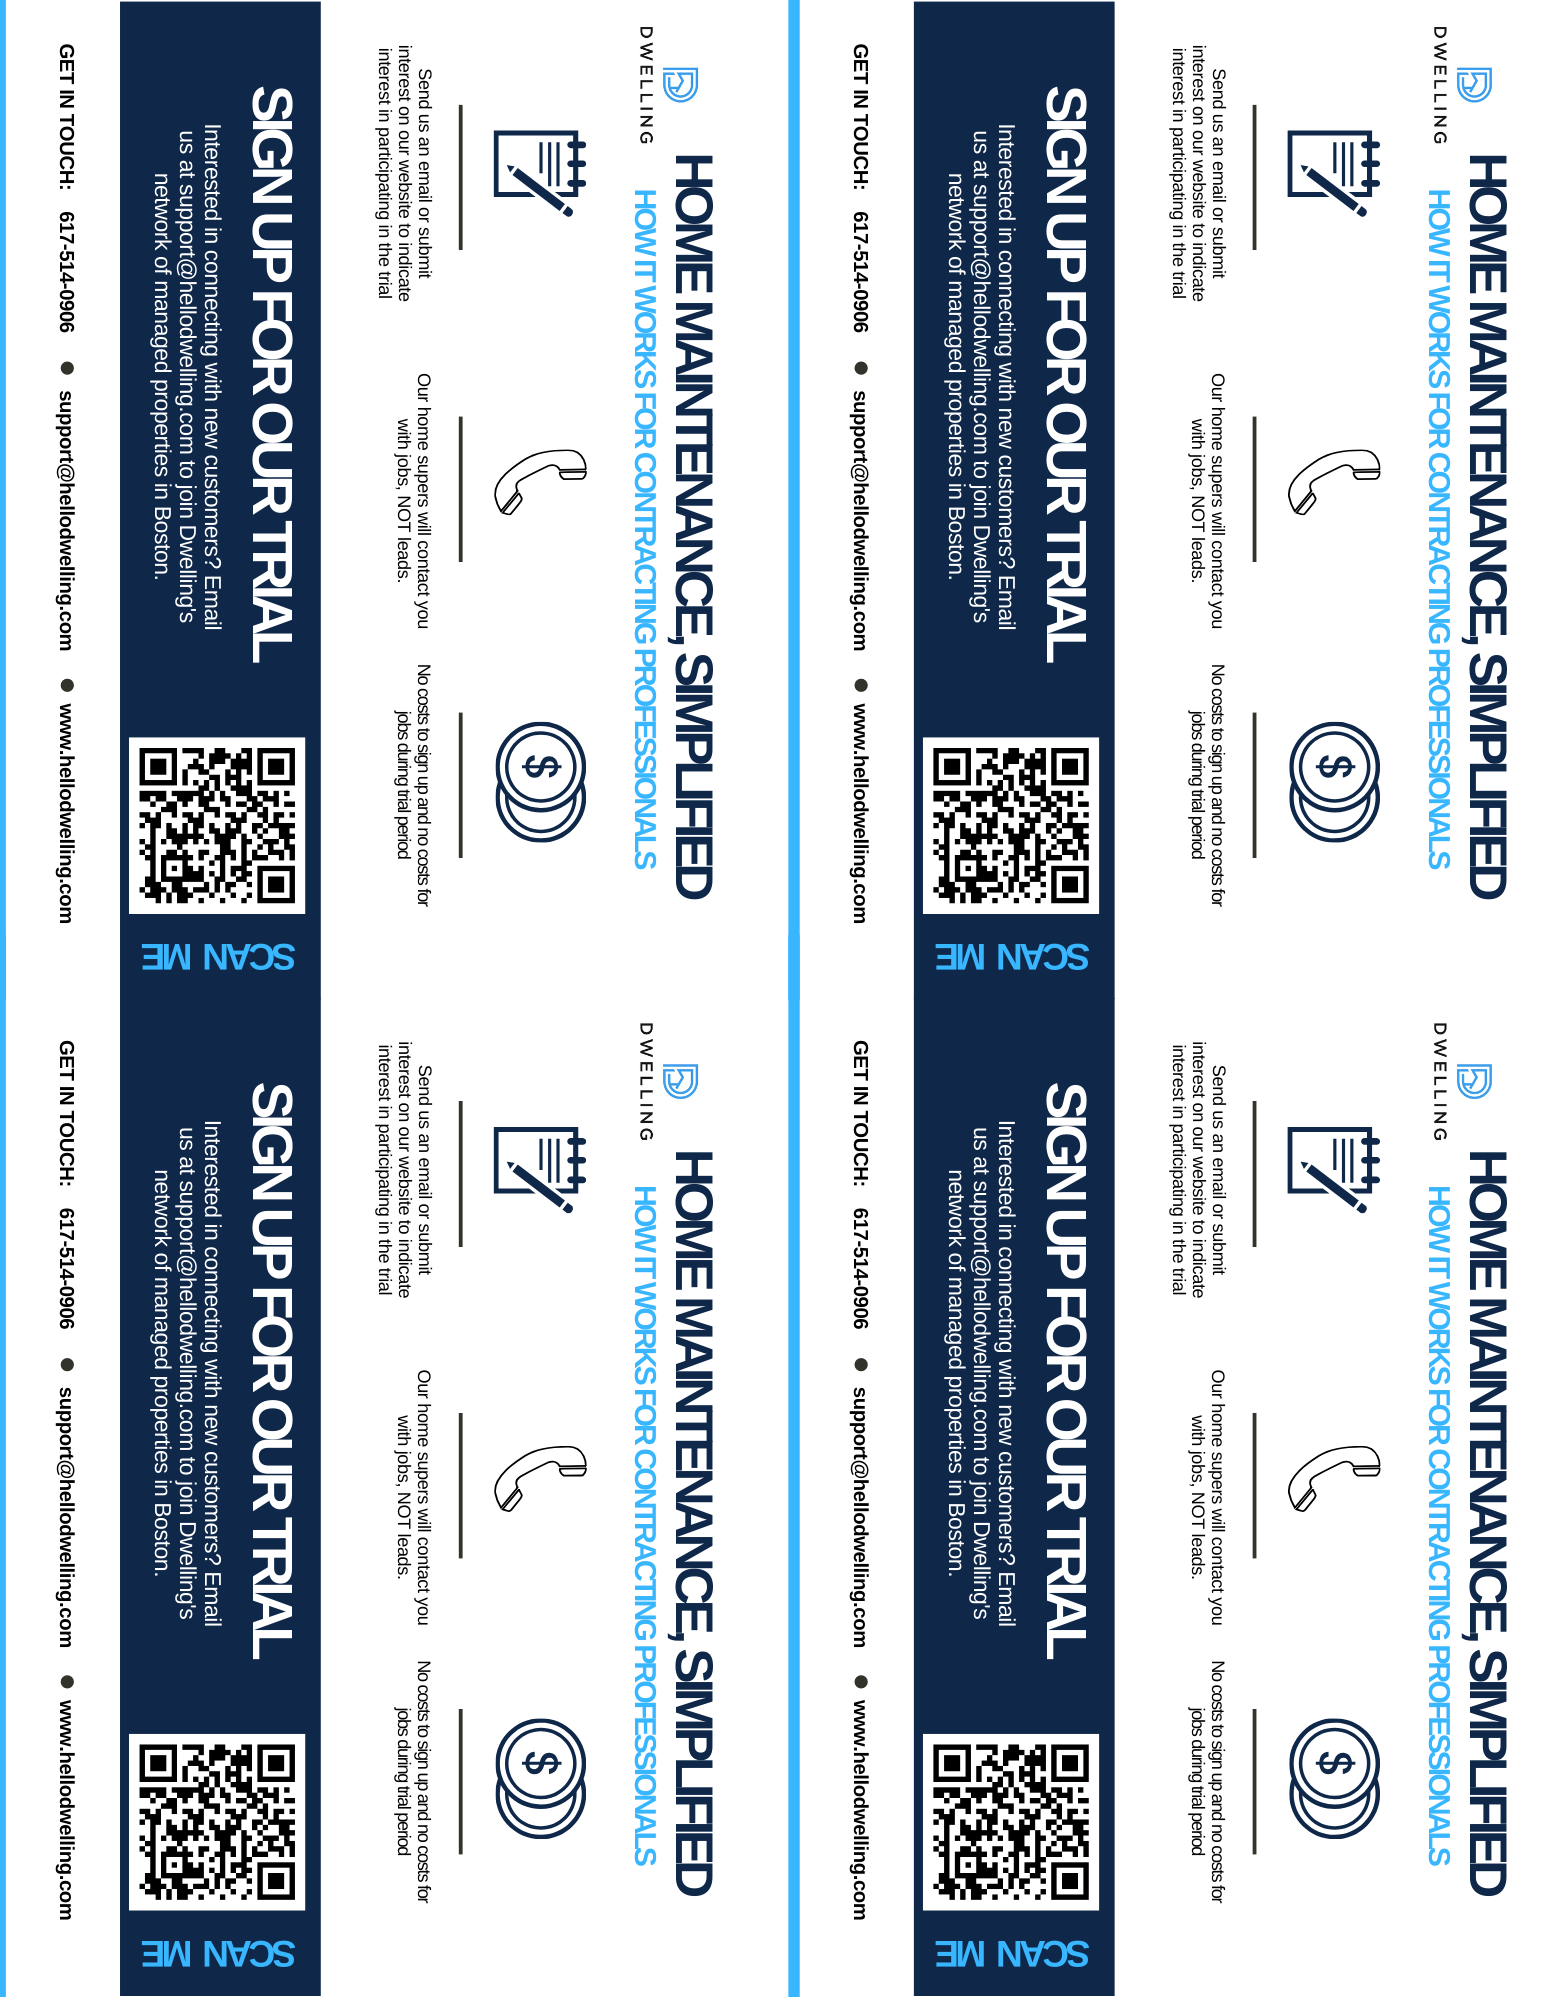 DWELLING
HOME MAINTENANCE, SIMPLIFIED
HOW IT WORKS FOR CONTRACTING PROFESSIONALS
Send us an email or submit
interest on our website to indicate
interest in participating in the trial
Our home supers will contact you
with jobs, NOT leads.
$
No costs to sign up and no costs for
jobs during trial period
SIGN UP FOR OUR TRIAL
Interested in connecting with new customers? Email
us at support@hellodwelling.com to join Dwelling's
network of managed properties in Boston.
SCAN ME
GET IN TOUCH: 617-514-0906 ● support@hellodwelling.com ● www.hellodwelling.com
DWELLING
HOME MAINTENANCE, SIMPLIFIED
HOW IT WORKS FOR CONTRACTING PROFESSIONALS
Send us an email or submit
interest on our website to indicate
interest in participating in the trial
Our home supers will contact you
with jobs, NOT leads.
$
No costs to sign up and no costs for
jobs during trial period
SIGN UP FOR OUR TRIAL
Interested in connecting with new customers? Email
us at support@hellodwelling.com to join Dwelling's
network of managed properties in Boston.
SCAN ME
GET IN TOUCH: 617-514-0906 ● support@hellodwelling.com ● www.hellodwelling.com
DWELLING
HOME MAINTENANCE, SIMPLIFIED
HOW IT WORKS FOR CONTRACTING PROFESSIONALS
Send us an email or submit
interest on our website to indicate
interest in participating in the trial
Our home supers will contact you
with jobs, NOT leads.
$
No costs to sign up and no costs for
jobs during trial period
SIGN UP FOR OUR TRIAL
Interested in connecting with new customers? Email
us at support@hellodwelling.com to join Dwelling's
network of managed properties in Boston.
SCAN ME
GET IN TOUCH: 617-514-0906 ● support@hellodwelling.com ● www.hellodwelling.com
DWELLING
HOME MAINTENANCE, SIMPLIFIED
HOW IT WORKS FOR CONTRACTING PROFESSIONALS
Send us an email or submit
interest on our website to indicate
interest in participating in the trial
Our home supers will contact you
with jobs, NOT leads.
$
No costs to sign up and no costs for
jobs during trial period
SIGN UP FOR OUR TRIAL
Interested in connecting with new customers? Email
us at support@hellodwelling.com to join Dwelling's
network of managed properties in Boston.
SCAN ME
GET IN TOUCH: 617-514-0906 ● support@hellodwelling.com ● www.hellodwelling.com